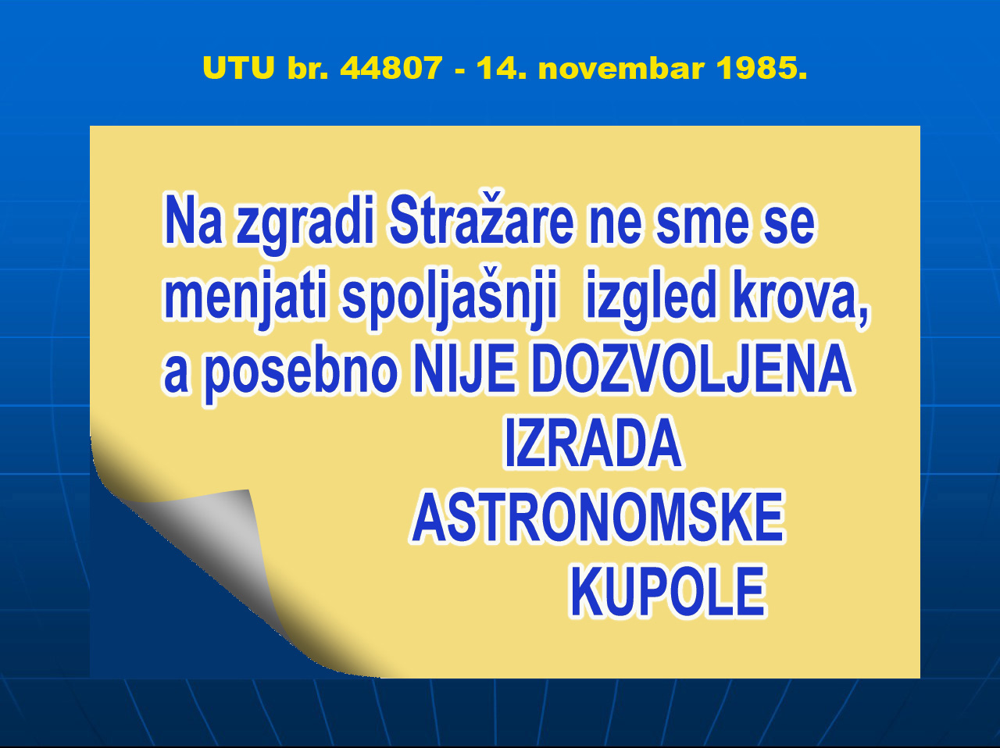 UTU br. 44807 - 14. novembar 1985.
Na zgradi Stražare ne sme se
menjati spoljašnji izgled krova,
a posebno NIJE DOZVOLJENA
IZRADA
ASTRONOMSKE
KUPOLE